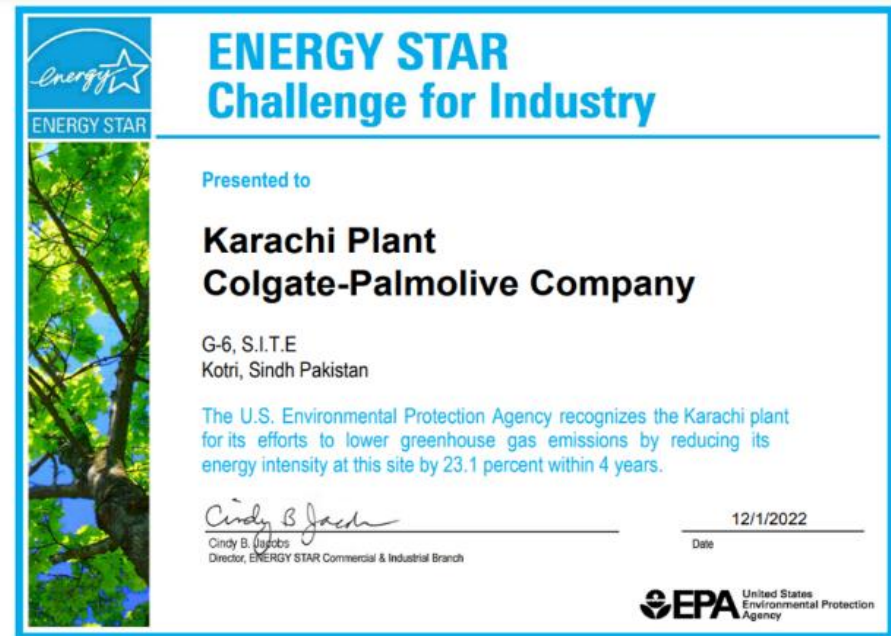 energy
ENERGY STAR
ENERGY STAR
Challenge for Industry
Presented to
Karachi Plant
Colgate-Palmolive Company
G-6, S.I.T.E
Kotri, Sindh Pakistan
The U.S. Environmental Protection Agency recognizes the Karachi plant
for its efforts to lower greenhouse gas emissions by reducing its
energy intensity at this site by 23.1 percent within 4 years.
Cindy B Jacobs
Cindy B. Jacobs
Director, ENERGY STAR Commercial & Industrial Branch
12/1/2022
Date
EPA United States
Environmental Protection
Agency